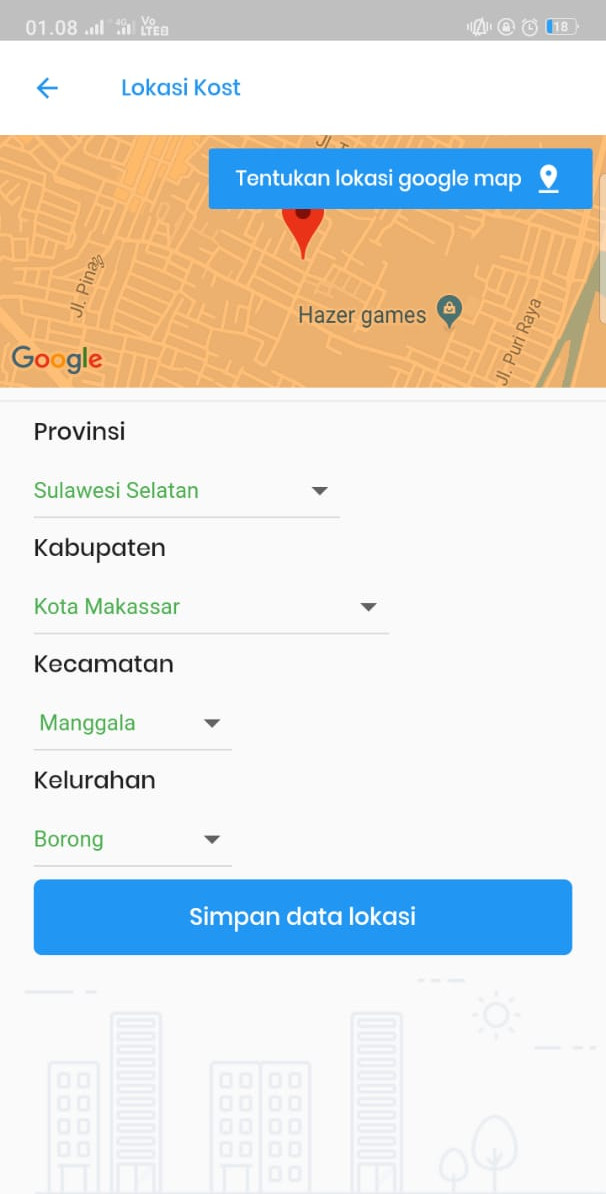 01.08 4G Vo LTE
18
Lokasi Kost
Tentukan lokasi google map
Jl. Pinag
Hazer games
Jl. Puri Raya
Google
Provinsi
Sulawesi Selatan
Kabupaten
Kota Makassar
Kecamatan
Manggala
Kelurahan
Borong
Simpan data lokasi